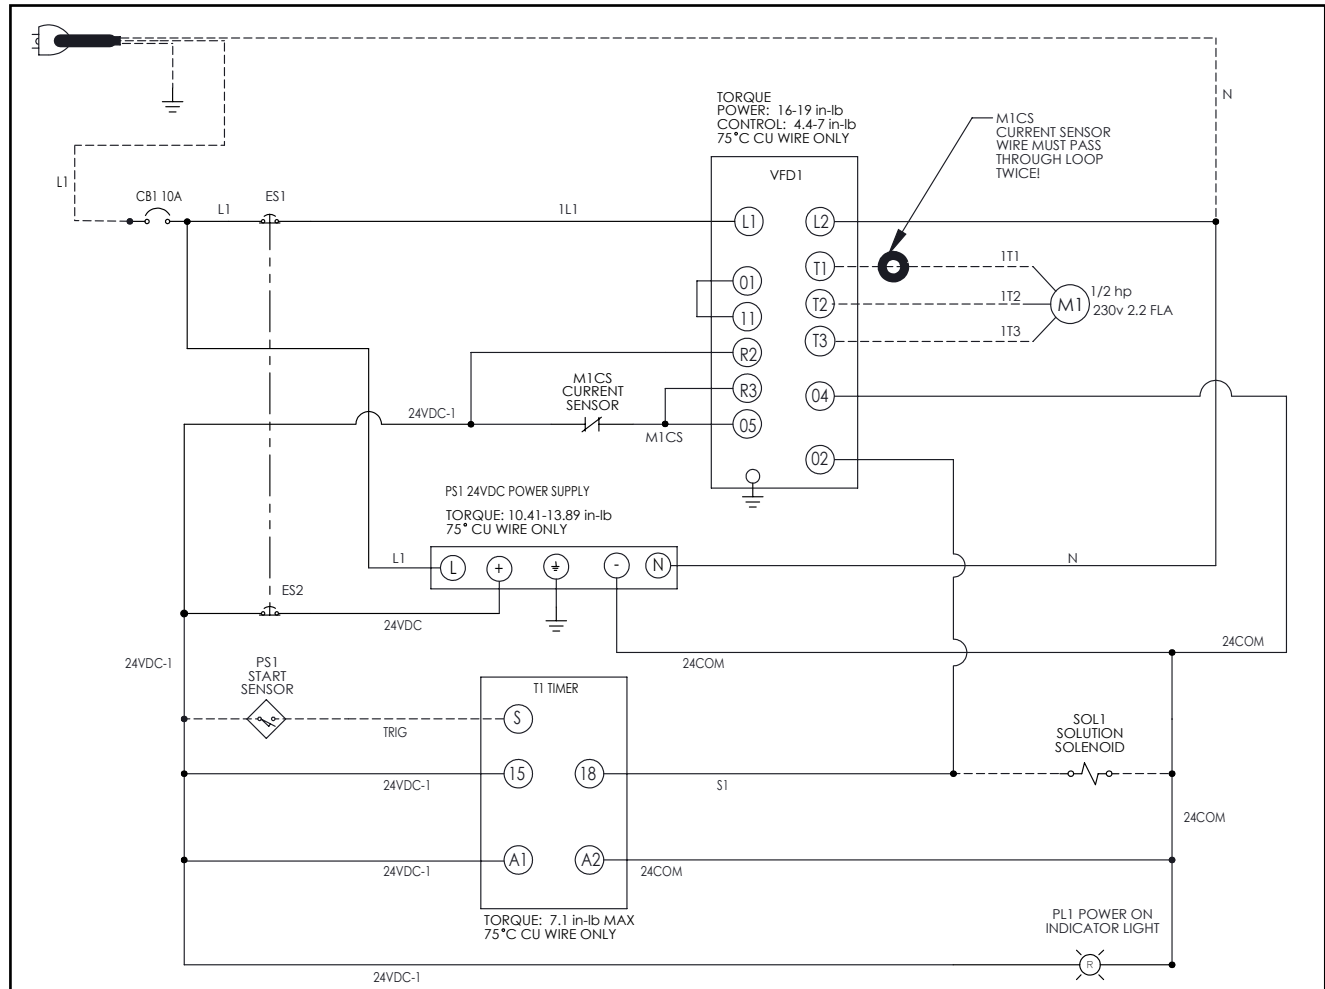 N
TORQUE
POWER: 16-19 in-lb
CONTROL: 4.4-7 in-lb
75°C CU WIRE ONLY
M1CS
CURRENT SENSOR
WIRE MUST PASS
THROUGH LOOP
TWICE!
L1
CB1 10A
L1
ES1
1L1
VFD1
L1
L2
01
T1
1T1
11
T2
1T2
M1
1/2 hp
230v 2.2 FLA
R2
T3
1T3
R3
04
05
02
M1CS
CURRENT
SENSOR
24VDC-1
M1CS
PS1 24VDC POWER SUPPLY
TORQUE: 10.41-13.89 in-lb
75° CU WIRE ONLY
L1
L
+
-
N
N
ES2
24VDC
24VDC-1
24COM
24COM
PS1
START
SENSOR
T1 TIMER
S
TRIG
SOL1
SOLUTION
SOLENOID
15
18
24VDC-1
S1
24COM
A1
A2
24VDC-1
24COM
TORQUE: 7.1 in-lb MAX
75°C CU WIRE ONLY
PL1 POWER ON
INDICATOR LIGHT
R
24VDC-1